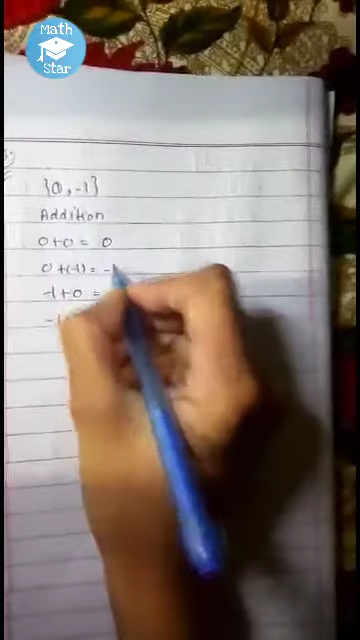 Math
Star
{0, -1}
Addition
0+0 = 0
0+(-1) = -1
-1+0 =